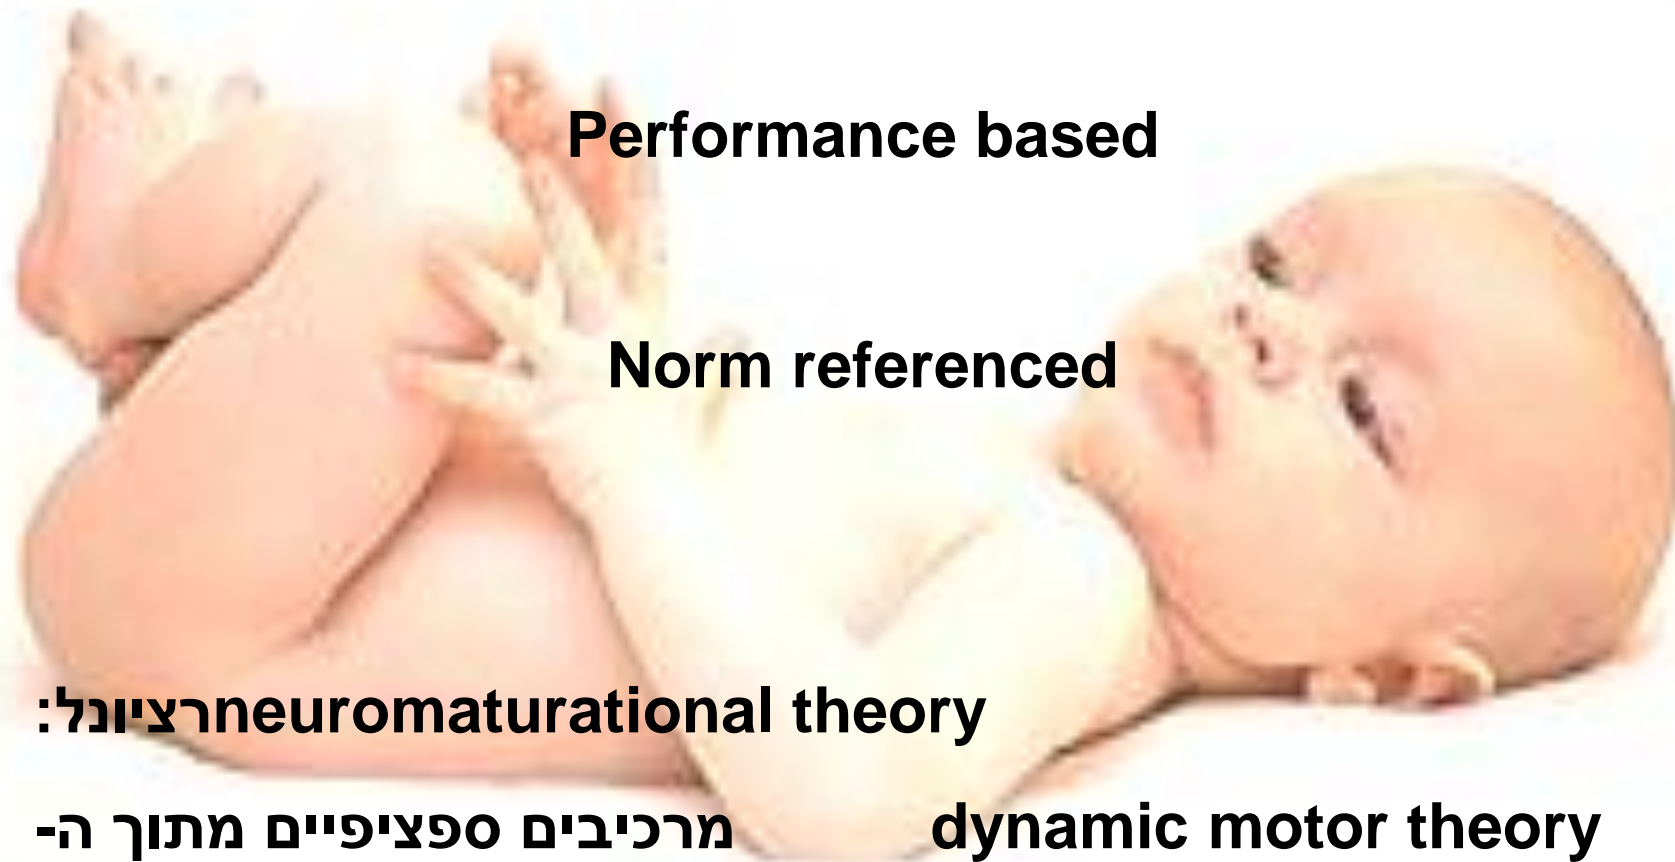 Performance based
Norm referenced
רציונל: neuromaturational theory
מרכיבים ספציפיים מתוך ה- dynamic motor theory